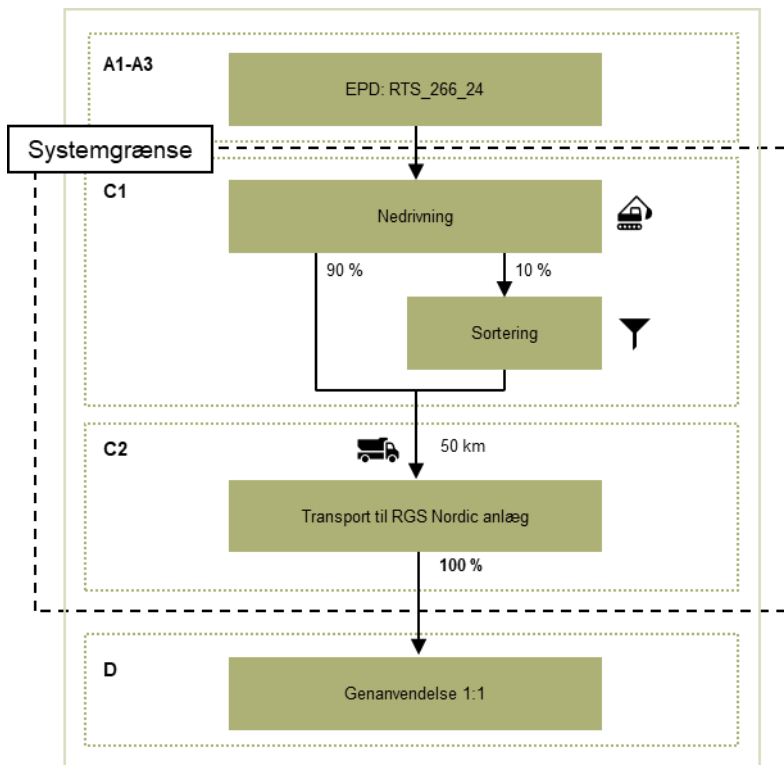 A1-A3
EPD: RTS_266_24
Systemgrænse
C1
Nedrivning
90 %
10 %
Sortering
C2
50 km
Transport til RGS Nordic anlæg
100 %
D
Genanvendelse 1:1